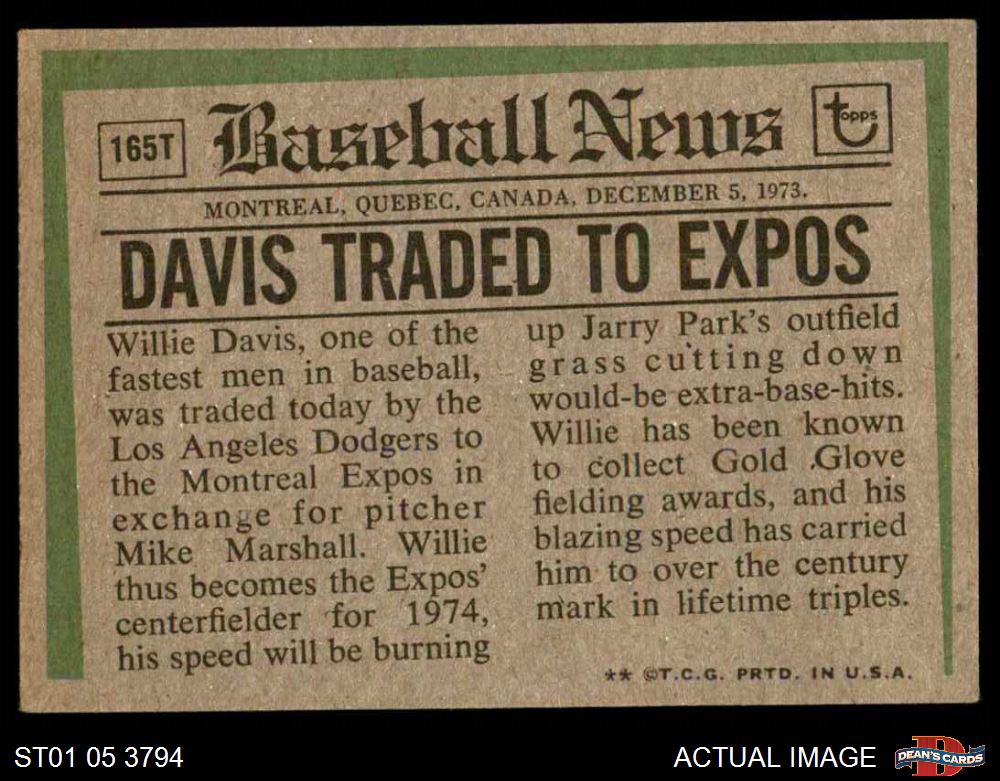 165T
Baseball News
topps
MONTREAL, QUEBEC, CANADA, DECEMBER 5, 1973.
DAVIS TRADED TO EXPOS
Willie Davis, one of the
fastest men in baseball,
was traded today by the
Los Angeles Dodgers to
the Montreal Expos in
exchange for pitcher
Mike Marshall. Willie
thus becomes the Expos'
centerfielder for 1974,
his speed will be burning
up Jarry Park's outfield
grass cutting down
would-be extra-base-hits.
Willie has been known
to collect Gold Glove
fielding awards, and his
blazing speed has carried
him to over the century
mark in lifetime triples.
** ©T.C.G. PRTD. IN U.S.A.
ST01 05 3794
ACTUAL IMAGE
D
DEAN'S CARDS